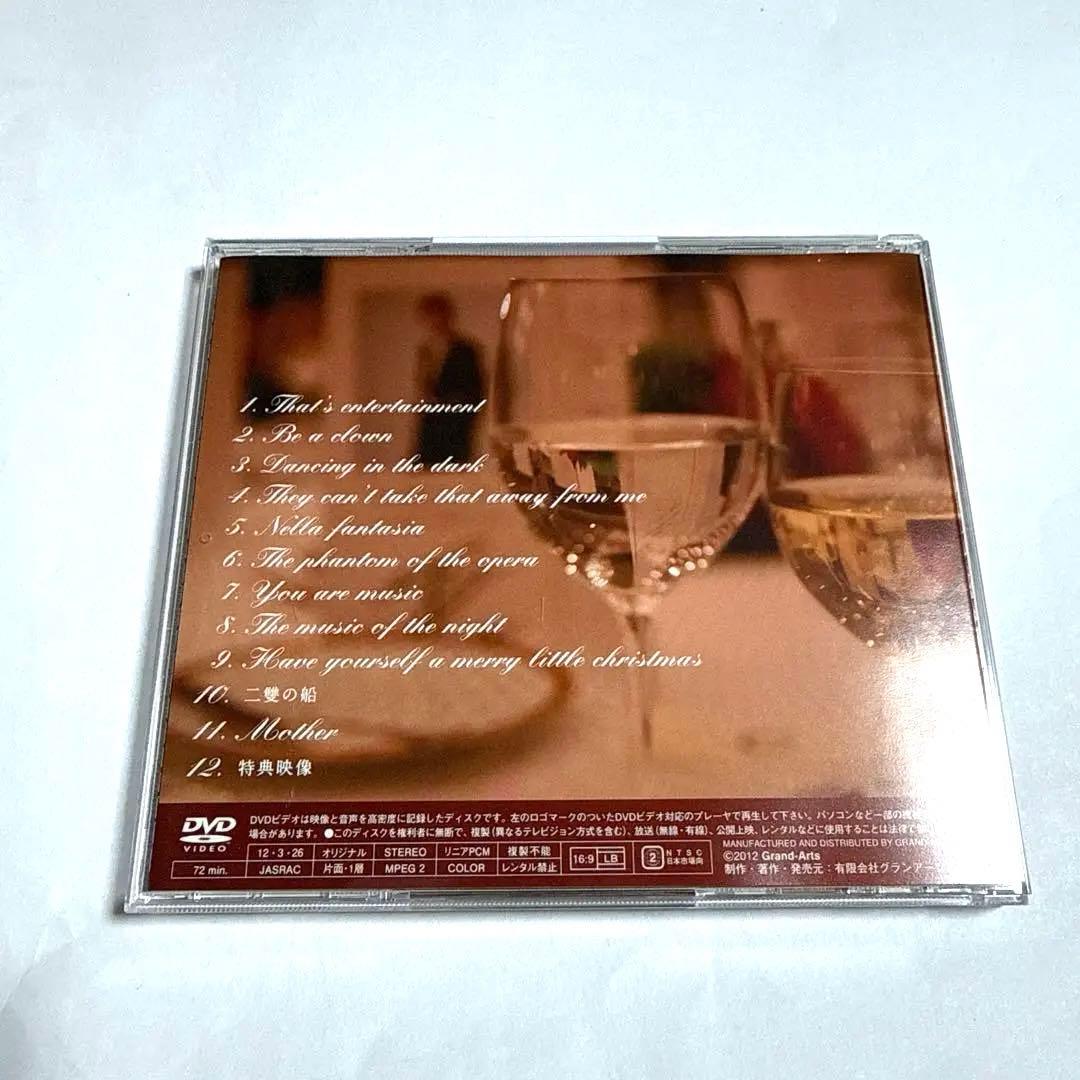 1. That's entertainment
2. Be a clown
3. Dancing in the dark
4. They can't take that away from me
5. Nella fantasia
6. The phantom of the opera
7. You are music
8. The music of the night
9. Have yourself a merry little christmas
10. 二雙の船
11. Mother
12. 特典映像
DVD VIDEO
DVDビデオは映像と音声を高密度に記録したディスクです。左のロゴマークのついたDVDビデオ対応のプレーヤで再生して下さい。パソコンなど一部の機種
場合があります。●このディスクを権利者に無断で、複製(異なるテレビジョン方式を含む)、放送(無線・有線)、公開上映、レンタルなどに使用することは法律で
72 min.
12・3・26
JASRAC
オリジナル
片面・1層
STEREO
MPEG 2
リニアPCM
COLOR
複製不能
レンタル禁止
16:9 LB
2 NTSC
日本市場向
MANUFACTURED AND DISTRIBUTED BY GRAND
©2012 Grand-Arts
制作・著作・発売元:有限会社グランア